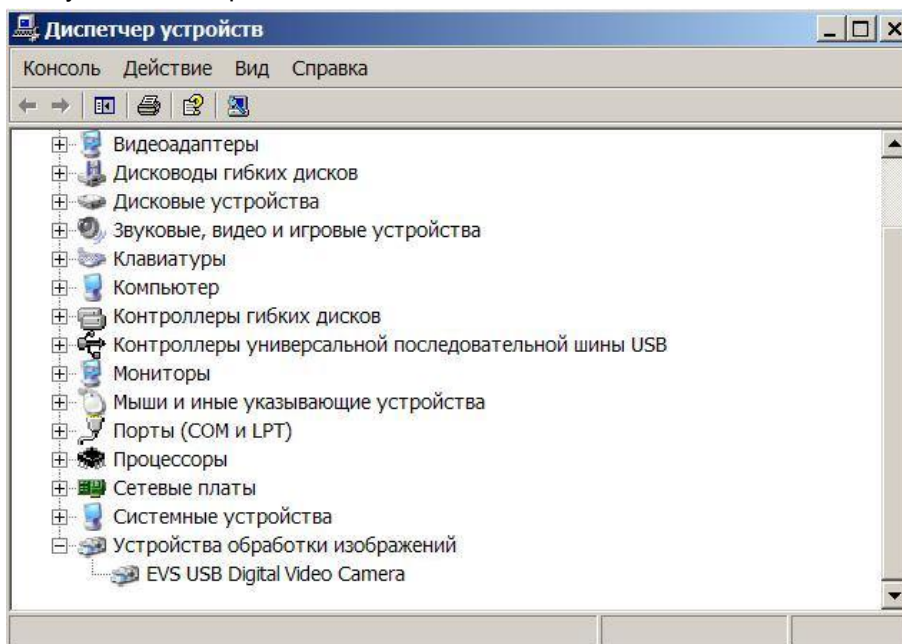 Диспетчер устройств
Консоль Действие Вид Справка
Видеоадаптеры
Дисководы гибких дисков
Дисковые устройства
Звуковые, видео и игровые устройства
Клавиатуры
Компьютер
Контроллеры гибких дисков
Контроллеры универсальной последовательной шины USB
Мониторы
Мыши и иные указывающие устройства
Порты (COM и LPT)
Процессоры
Сетевые платы
Системные устройства
Устройства обработки изображений
EVS USB Digital Video Camera